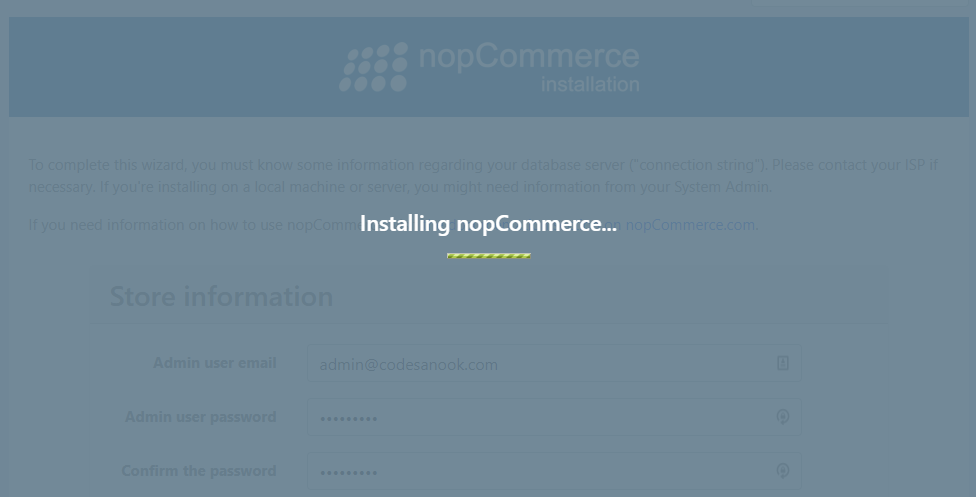 nopCommerce
installation
To complete this wizard, you must know some information regarding your database server ("connection string"). Please contact your ISP if
necessary. If you're installing on a local machine or server, you might need information from your System Admin.
If you need information on how to use nopComm
nopCommerce.com.
Installing nopCommerce...
Store information
Admin user email
admin@codesanook.com
Admin user password
•••••••••
Confirm the password
•••••••••